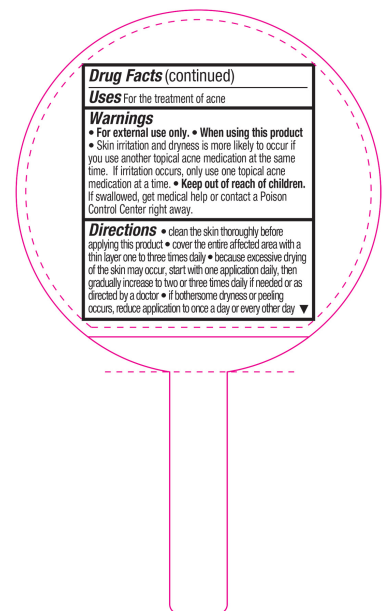 Drug Facts (continued)
Uses For the treatment of acne
Warnings
• For external use only. • When using this product
• Skin irritation and dryness is more likely to occur if
you use another topical acne medication at the same
time. If irritation occurs, only use one topical acne
medication at a time. • Keep out of reach of children.
If swallowed, get medical help or contact a Poison
Control Center right away.
Directions • clean the skin thoroughly before
applying this product • cover the entire affected area with a
thin layer one to three times daily • because excessive drying
of the skin may occur, start with one application daily, then
gradually increase to two or three times daily if needed or as
directed by a doctor • if bothersome dryness or peeling
occurs, reduce application to once a day or every other day ▼